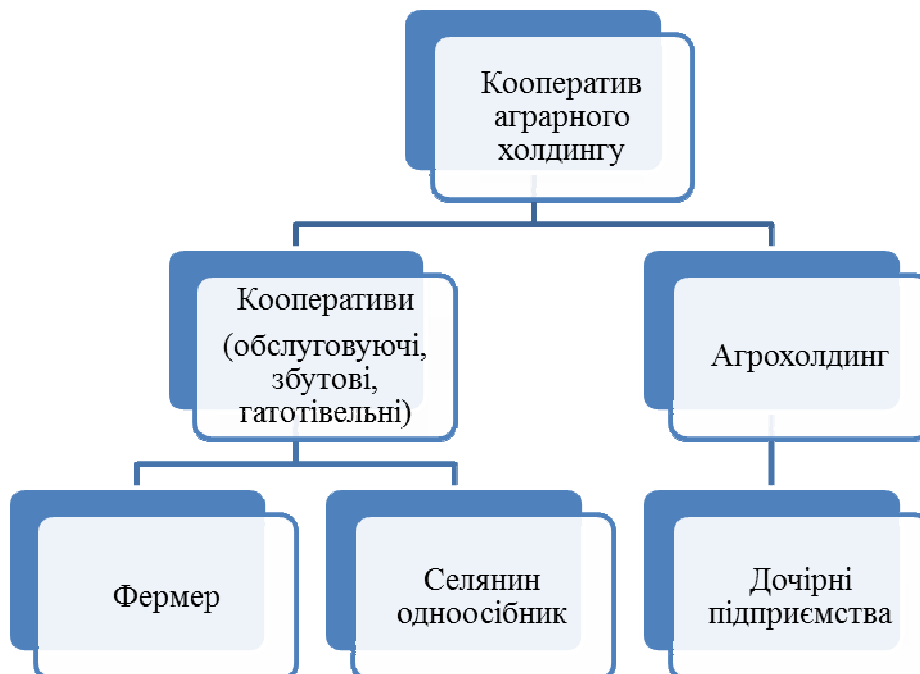 Кооператив
аграрного
холдингу
Кооперативи
(обслуговуючі,
збутові,
гатотівельні)
Агрохолдинг
Фермер
Селянин
одноосібник
Дочірні
підприємства